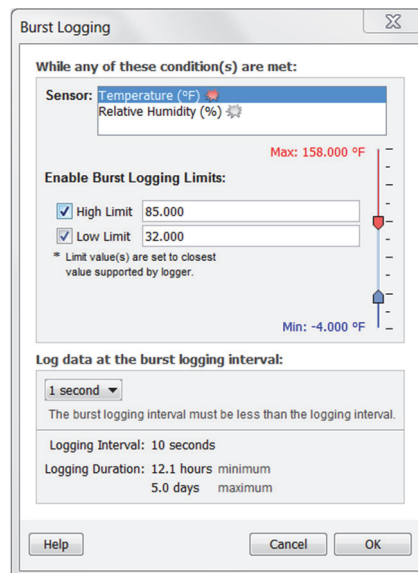 Burst Logging
While any of these condition(s) are met:
Sensor: Temperature (°F)
Relative Humidity (%)
Max: 158.000 °F
Enable Burst Logging Limits:
High Limit 85.000
Low Limit 32.000
* Limit value(s) are set to closest
value supported by logger.
Min: -4.000 °F
Log data at the burst logging interval:
1 second
The burst logging interval must be less than the logging interval.
Logging Interval: 10 seconds
Logging Duration: 12.1 hours minimum
5.0 days maximum
Help Cancel OK